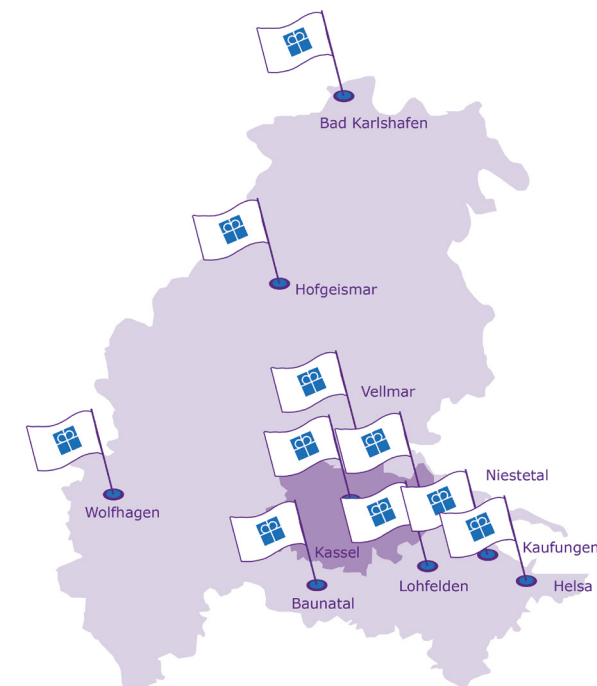 Bad Karlshafen
Hofgeismar
Vellmar
Niestetal
Wolfhagen
Kassel
Kaufungen
Lohfelden
Helsa
Baunatal